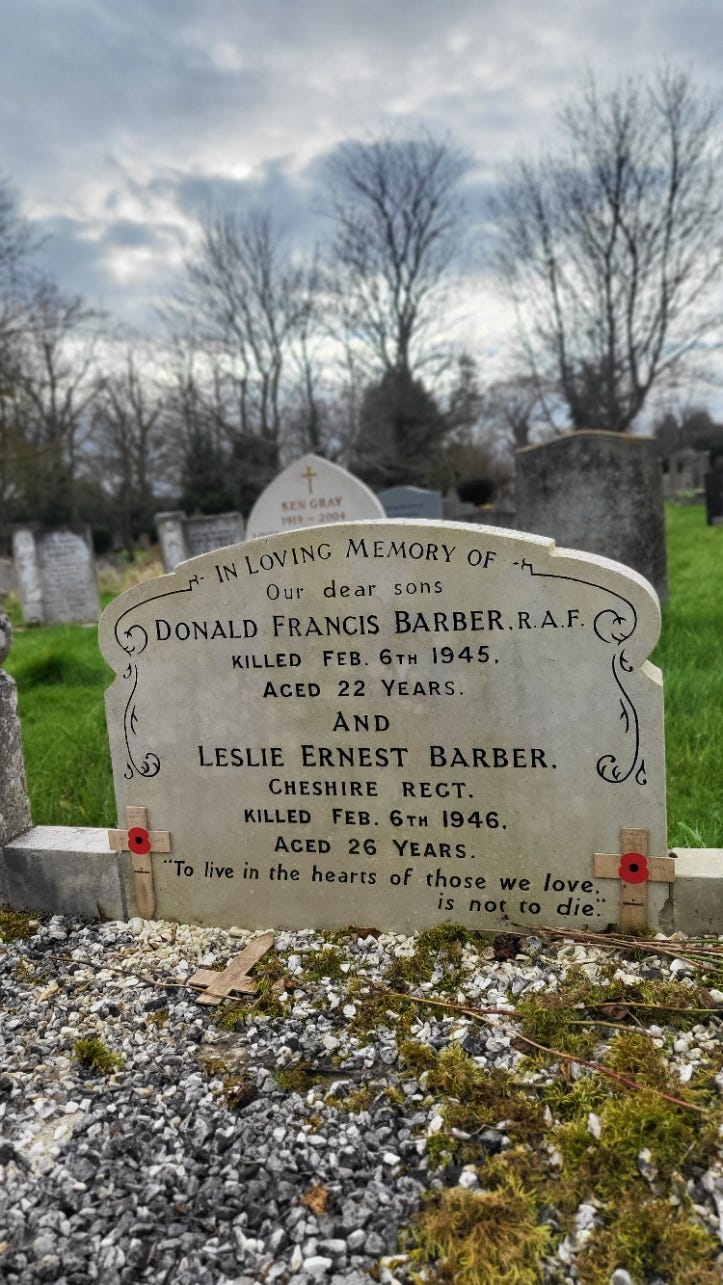 KEN GRAY
1919 - 2004
IN LOVING MEMORY OF
Our dear sons
DONALD FRANCIS BARBER. R.A.F.
KILLED FEB. 6TH 1945.
AGED 22 YEARS.
AND
LESLIE ERNEST BARBER.
CHESHIRE REGT.
KILLED FEB. 6TH 1946.
AGED 26 YEARS.
"To live in the hearts of those we love.
is not to die."